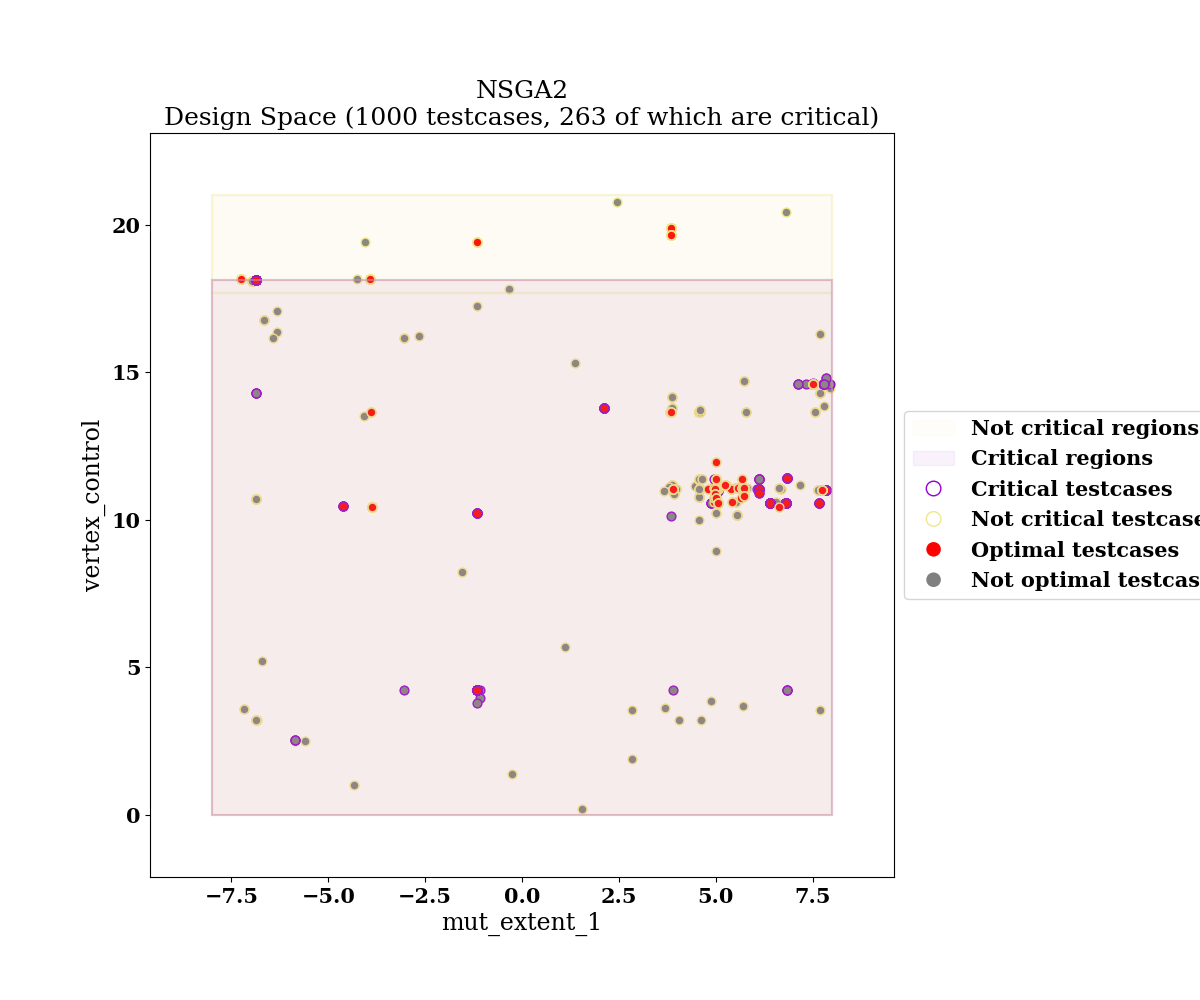 NSGA2
Design Space (1000 testcases, 263 of which are critical)
vertex_control
20
15
10
5
0
−7.5 −5.0 −2.5 0.0 2.5 5.0 7.5
mut_extent_1
Not critical regions
Critical regions
Critical testcases
Not critical testcase
Optimal testcases
Not optimal testcas